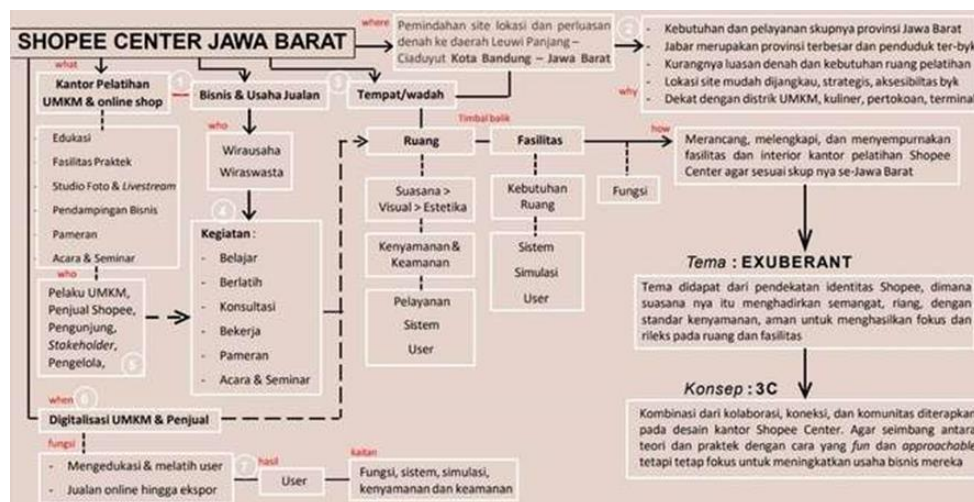 SHOPEE CENTER JAWA BARAT
where
Pemindahan site lokasi dan perluasan
denah ke daerah Leuwi Panjang –
Ciaduyut Kota Bandung – Jawa Barat
2
- Kebutuhan dan pelayanan skupnya provinsi Jawa Barat
- Jabar merupakan provinsi terbesar dan penduduk ter-byk
- Kurangnya luasan denah dan kebutuhan ruang pelatihan
- Lokasi site mudah dijangkau, strategis, aksesibiltas byk
- Dekat dengan distrik UMKM, kuliner, pertokoan, terminal
why
what
Kantor Pelatihan
UMKM & online shop
1
Bisnis & Usaha Jualan
3
Tempat/wadah
- Edukasi
- Fasilitas Praktek
- Studio Foto & Livestream
- Pendampingan Bisnis
- Pameran
- Acara & Seminar
who
Pelaku UMKM,
Penjual Shopee,
Pengunjung,
Stakeholder,
Pengelola,
5
who
Wirausaha
Wiraswasta
4
Kegiatan :
- Belajar
- Berlatih
- Konsultasi
- Bekerja
- Pameran
- Acara & Seminar
Ruang
Timbal balik
Fasilitas
Suasana >
Visual > Estetika
Kenyamanan &
Keamanan
Pelayanan
Sistem
User
Kebutuhan
Ruang
Sistem
Simulasi
User
Fungsi
how
Merancang, melengkapi, dan menyempurnakan
fasilitas dan interior kantor pelatihan Shopee
Center agar sesuai skup nya se-Jawa Barat
Tema : EXUBERANT
Tema didapat dari pendekatan identitas Shopee, dimana
suasana nya itu menghadirkan semangat, riang, dengan
standar kenyamanan, aman untuk menghasilkan fokus dan
rileks pada ruang dan fasilitas
Konsep : 3C
Kombinasi dari kolaborasi, koneksi, dan komunitas diterapkan
pada desain kantor Shopee Center. Agar seimbang antara
teori dan praktek dengan cara yang fun dan approachable
tetapi tetap fokus untuk meningkatkan usaha bisnis mereka
when
6
Digitalisasi UMKM & Penjual
fungsi
- Mengedukasi & melatih user
- Jualan online hingga ekspor
7
hasil
User
kaitan
Fungsi, sistem, simulasi,
kenyamanan dan keamanan